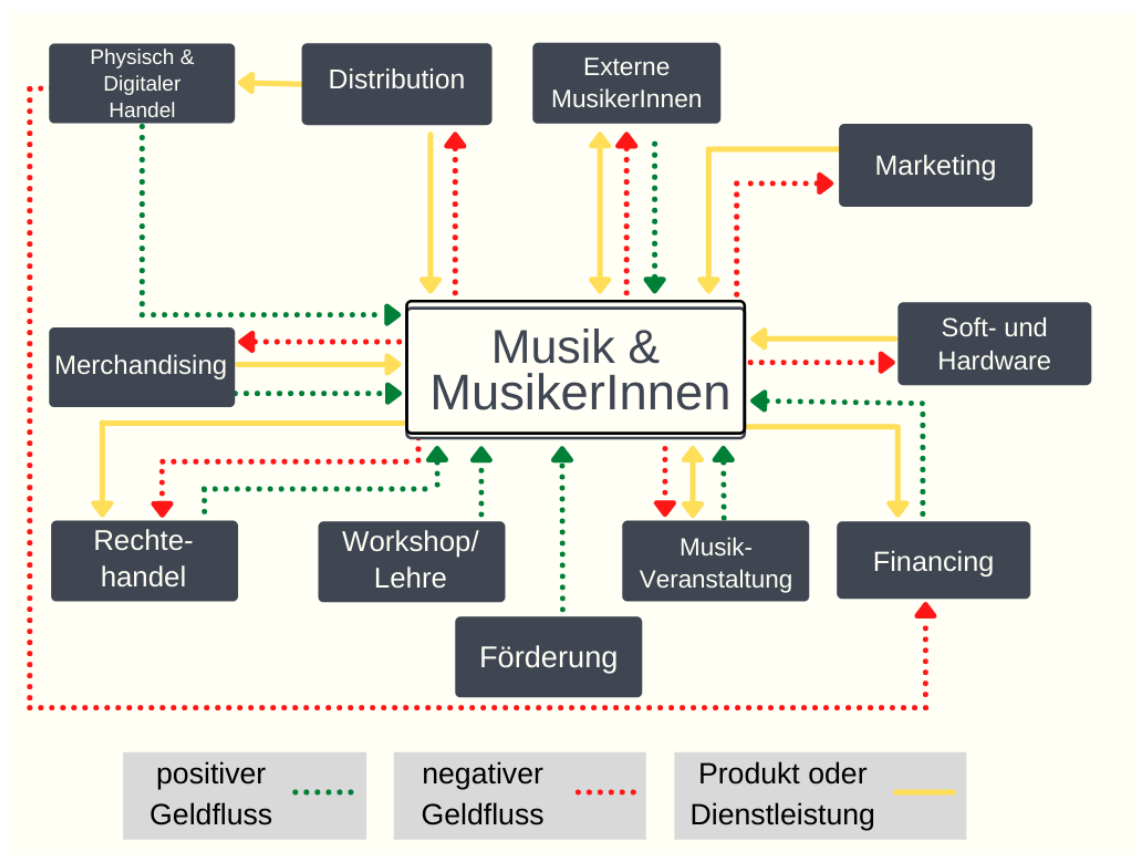 Physisch &
Digitaler
Handel
Distribution
Externe
MusikerInnen
Marketing
Musik &
MusikerInnen
Merchandising
Soft- und
Hardware
Rechte-
handel
Workshop/
Lehre
Förderung
Musik-
Veranstaltung
Financing
positiver
Geldfluss
negativer
Geldfluss
Produkt oder
Dienstleistung